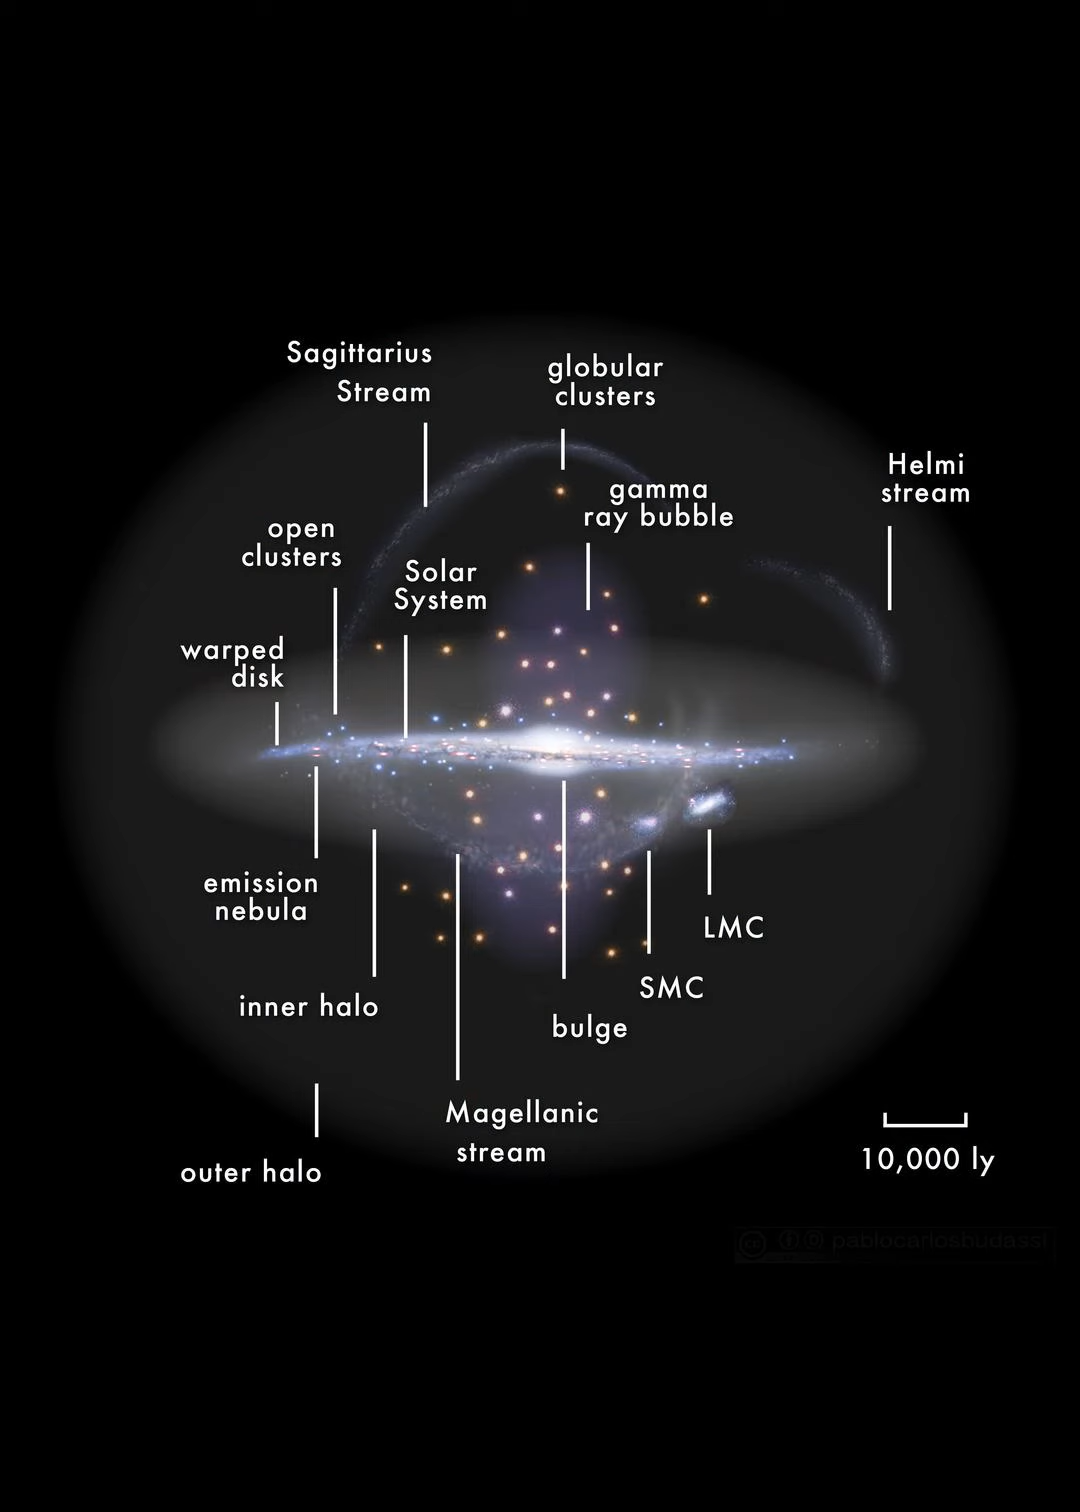 Sagittarius
Stream
globular
clusters
Helmi
stream
gamma
ray bubble
open
clusters
Solar
System
warped
disk
emission
nebula
LMC
inner halo
SMC
bulge
Magellanic
stream
outer halo
10,000 ly
cc pablocarlosbudassi